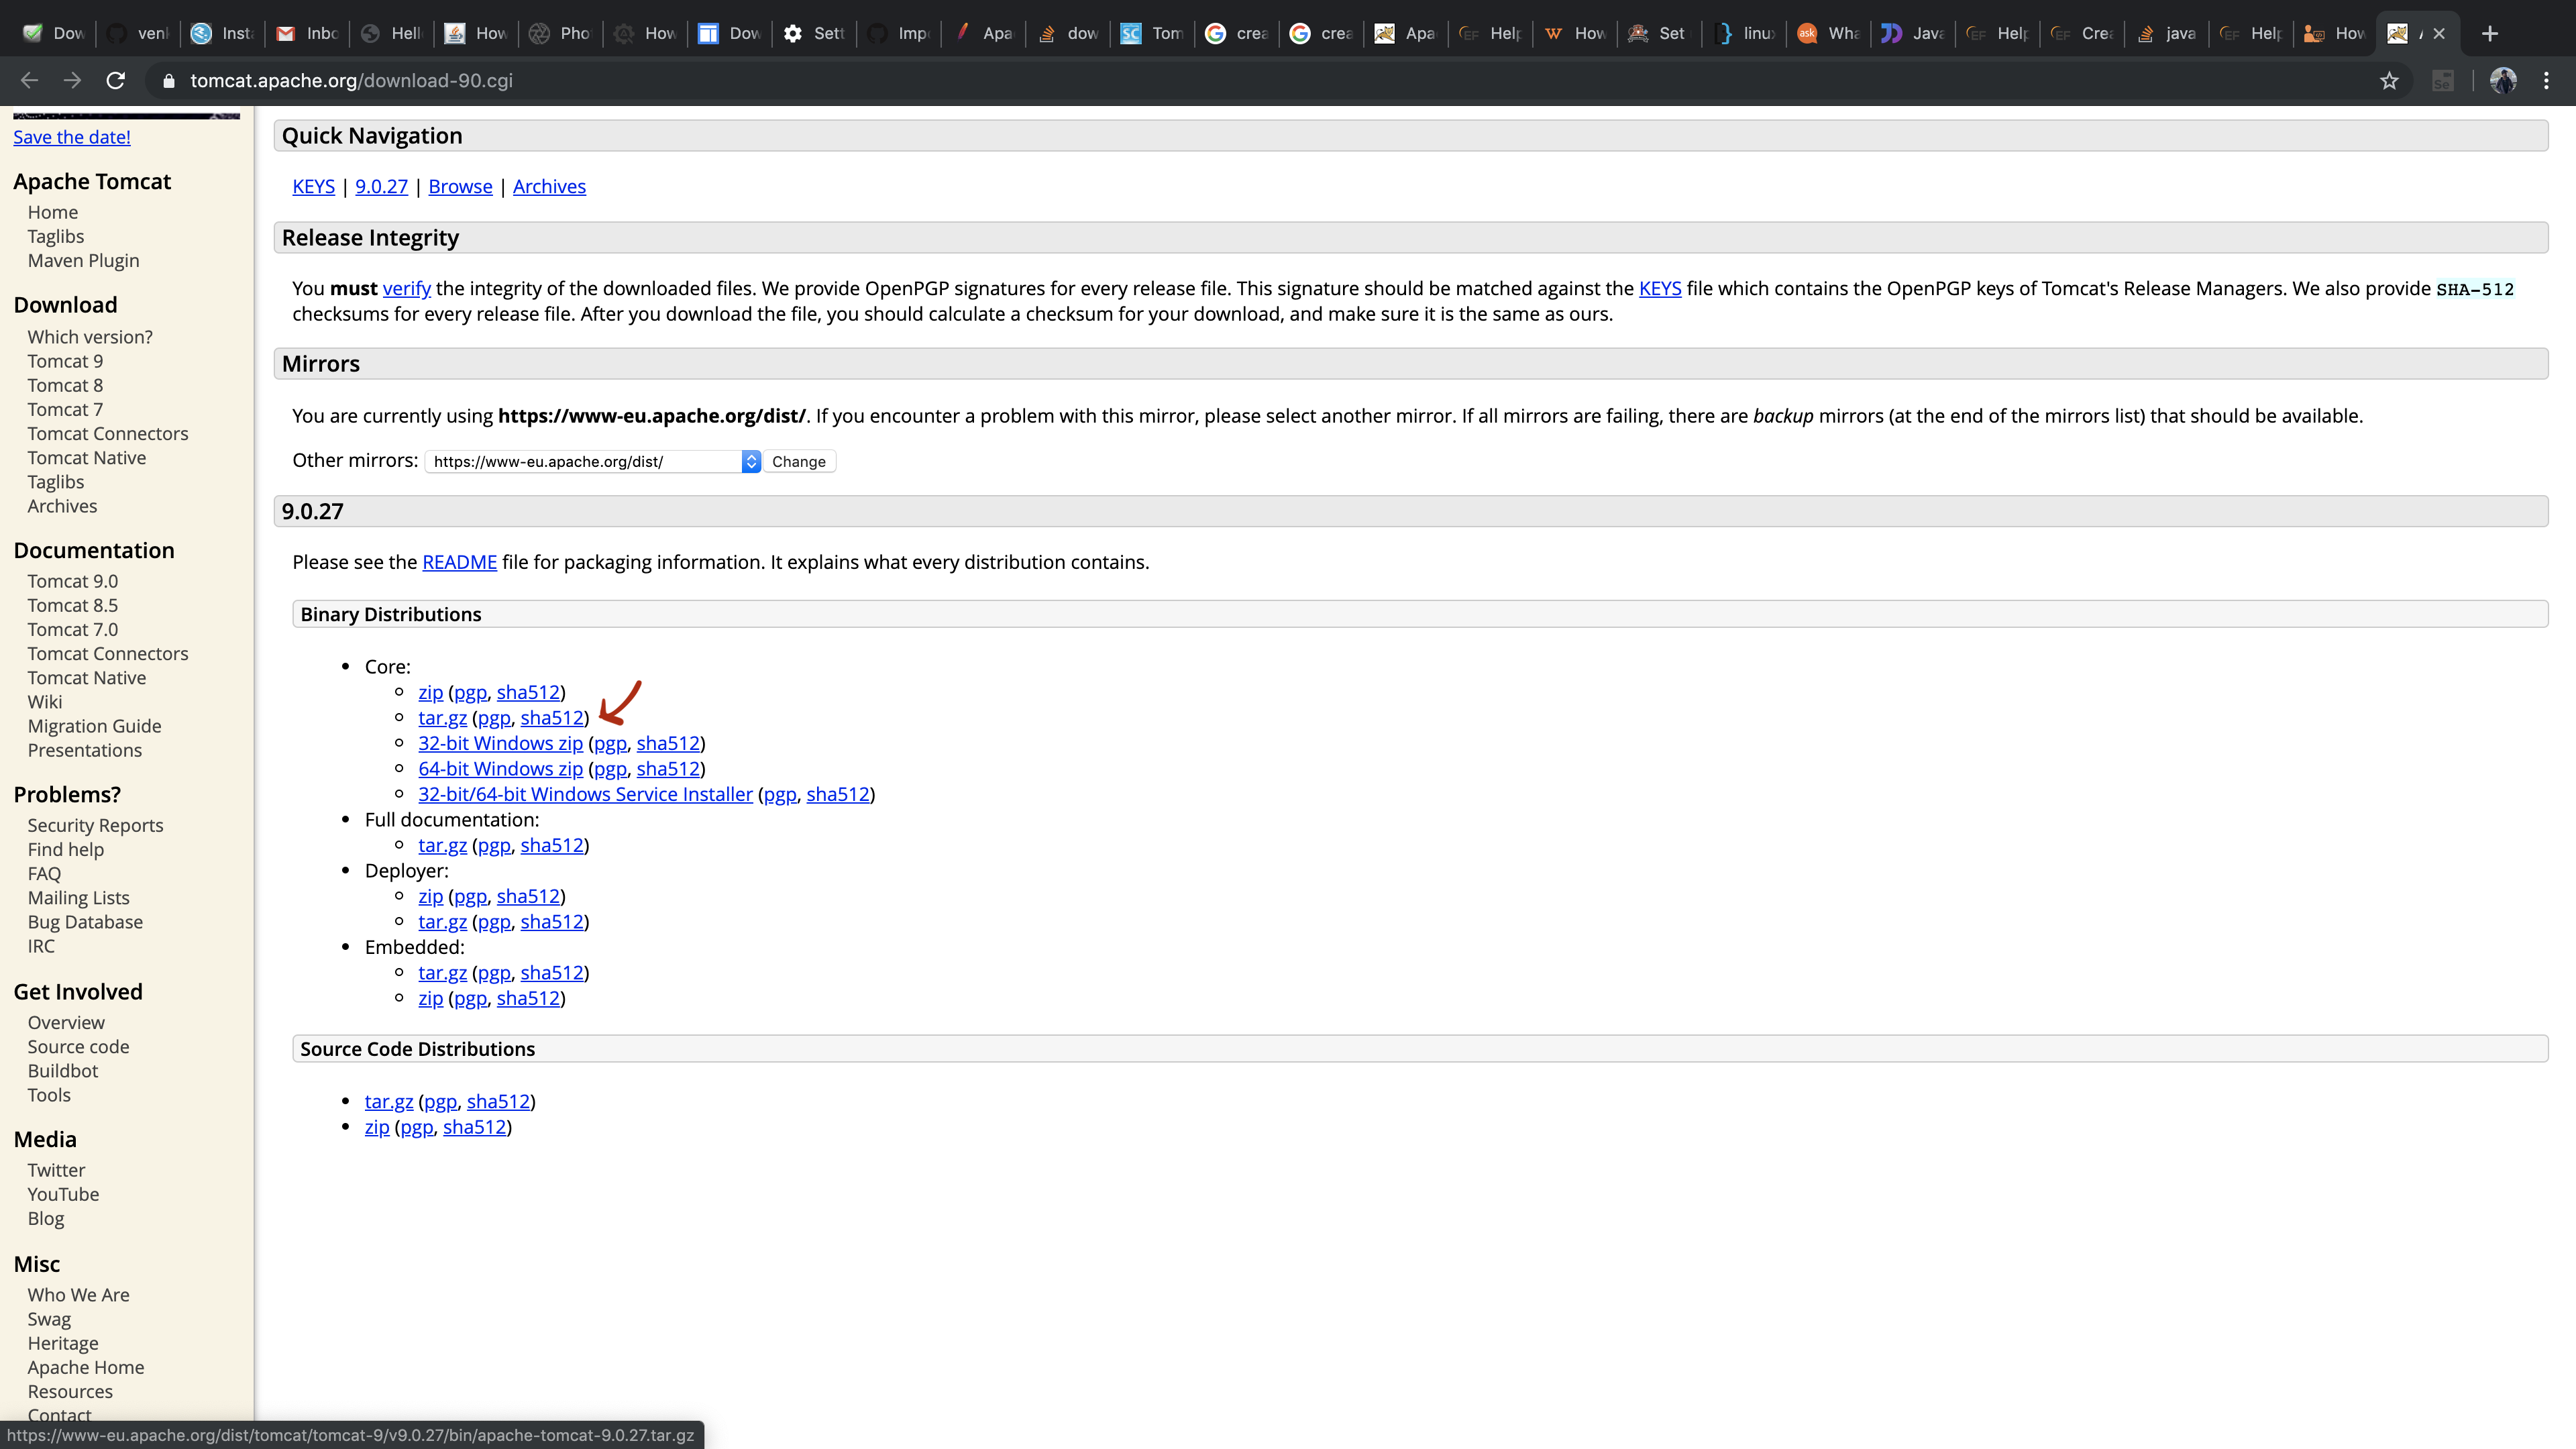 Dow venl Insta Inbo Hell How Pho How Dow Sett Impo Apa dow Tom crea crea Apa Help How Set linux Wha Java Help Crea java Help How
tomcat.apache.org/download-90.cgi
Save the date!
Apache Tomcat
Home
Taglibs
Maven Plugin
Download
Which version?
Tomcat 9
Tomcat 8
Tomcat 7
Tomcat Connectors
Tomcat Native
Taglibs
Archives
Documentation
Tomcat 9.0
Tomcat 8.5
Tomcat 7.0
Tomcat Connectors
Tomcat Native
Wiki
Migration Guide
Presentations
Problems?
Security Reports
Find help
FAQ
Mailing Lists
Bug Database
IRC
Get Involved
Overview
Source code
Buildbot
Tools
Media
Twitter
YouTube
Blog
Misc
Who We Are
Swag
Heritage
Apache Home
Resources
Contact
Quick Navigation
KEYS | 9.0.27 | Browse | Archives
Release Integrity
You must verify the integrity of the downloaded files. We provide OpenPGP signatures for every release file. This signature should be matched against the KEYS file which contains the OpenPGP keys of Tomcat's Release Managers. We also provide SHA-512
checksums for every release file. After you download the file, you should calculate a checksum for your download, and make sure it is the same as ours.
Mirrors
You are currently using https://www-eu.apache.org/dist/. If you encounter a problem with this mirror, please select another mirror. If all mirrors are failing, there are backup mirrors (at the end of the mirrors list) that should be available.
Other mirrors: https://www-eu.apache.org/dist/ Change
9.0.27
Please see the README file for packaging information. It explains what every distribution contains.
Binary Distributions
Core:
zip (pgp, sha512)
tar.gz (pgp, sha512)
32-bit Windows zip (pgp, sha512)
64-bit Windows zip (pgp, sha512)
32-bit/64-bit Windows Service Installer (pgp, sha512)
Full documentation:
tar.gz (pgp, sha512)
Deployer:
zip (pgp, sha512)
tar.gz (pgp, sha512)
Embedded:
tar.gz (pgp, sha512)
zip (pgp, sha512)
Source Code Distributions
tar.gz (pgp, sha512)
zip (pgp, sha512)
https://www-eu.apache.org/dist/tomcat/tomcat-9/v9.0.27/bin/apache-tomcat-9.0.27.tar.gz